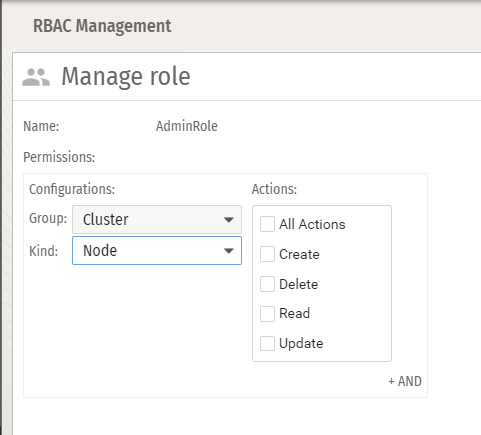 RBAC Management
Manage role
Name: AdminRole
Permissions:
Configurations: Actions:
Group: Cluster
Kind: Node
All Actions
Create
Delete
Read
Update
+ AND